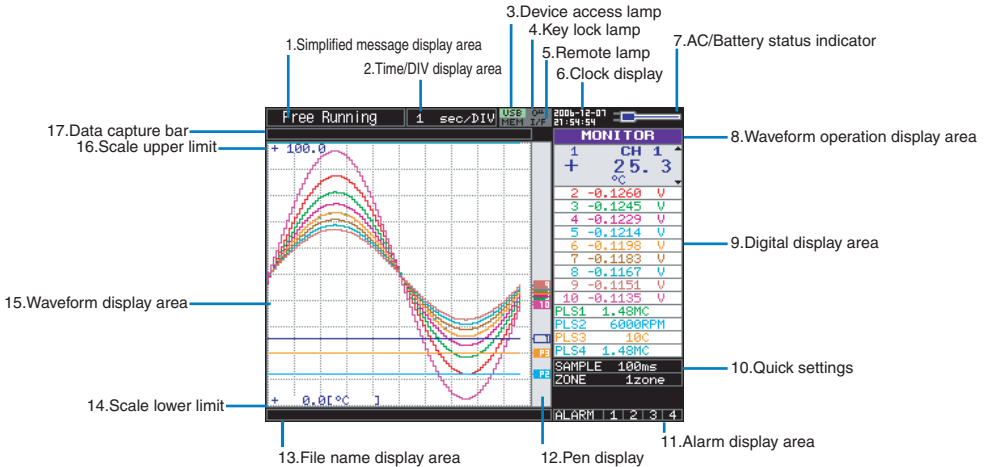 3.Device access lamp
4.Key lock lamp
1.Simplified message display area
5.Remote lamp
7.AC/Battery status indicator
2.Time/DIV display area
6.Clock display
Free Running
1 sec/DIV
USB
MEM I/F
2006-12-07
21:54:54
17.Data capture bar
16.Scale upper limit
+ 100.0
MONITOR
8.Waveform operation display area
1 CH 1
+ 25.3
°C
2 -0.1260 V
3 -0.1245 V
4 -0.1229 V
5 -0.1214 V
6 -0.1198 V
7 -0.1183 V
8 -0.1167 V
9 -0.1151 V
10 -0.1135 V
9.Digital display area
15.Waveform display area
10
1
P3
P2
PLS1 1.48MC
PLS2 6000RPM
PLS3 10C
PLS4 1.48MC
SAMPLE 100ms
ZONE 1zone
10.Quick settings
14.Scale lower limit
+ 0.0[°C ]
ALARM 1 2 3 4
11.Alarm display area
13.File name display area
12.Pen display